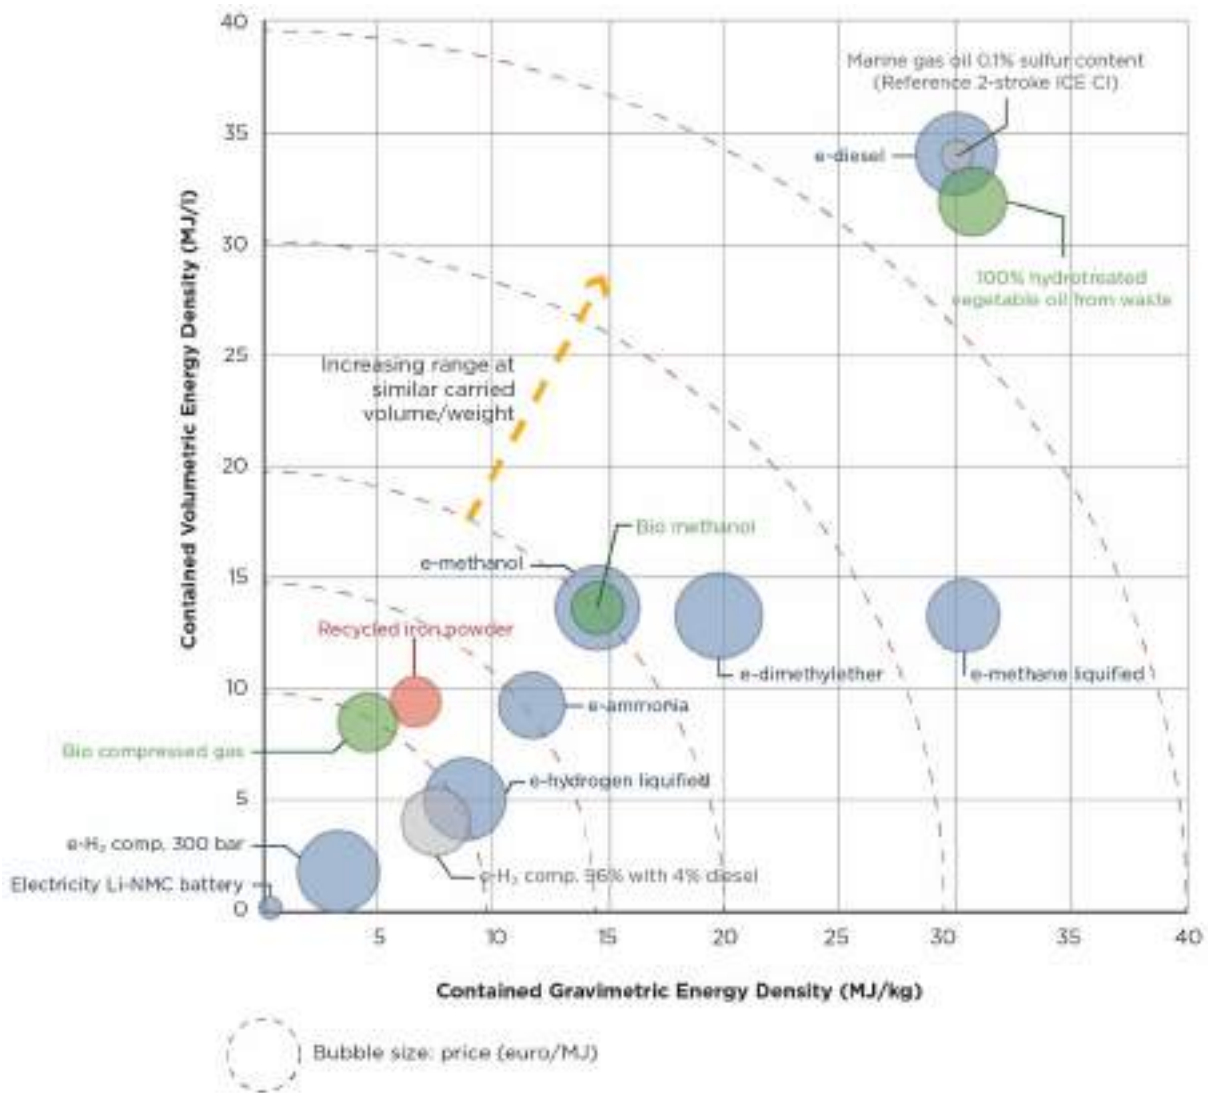 40
Marine gas oil 0.1% sulfur content
(Reference 2-stroke ICE CI)
35
e-diesel
30
100% hydrotreated
vegetable oil from waste
Increasing range at
similar carried
volume/weight
25
20
Bio methanol
e-methanol
15
Recycled iron powder
e-dimethylether
e-methane liquified
10
e-ammonia
Bio compressed gas
e-hydrogen liquified
5
e-H₂ comp. 300 bar
e-H₂ comp. 96% with 4% diesel
Electricity Li-NMC battery
0
Contained Volumetric Energy Density (MJ/l)
5 10 15 20 25 30 35 40
Contained Gravimetric Energy Density (MJ/kg)
Bubble size: price (euro/MJ)